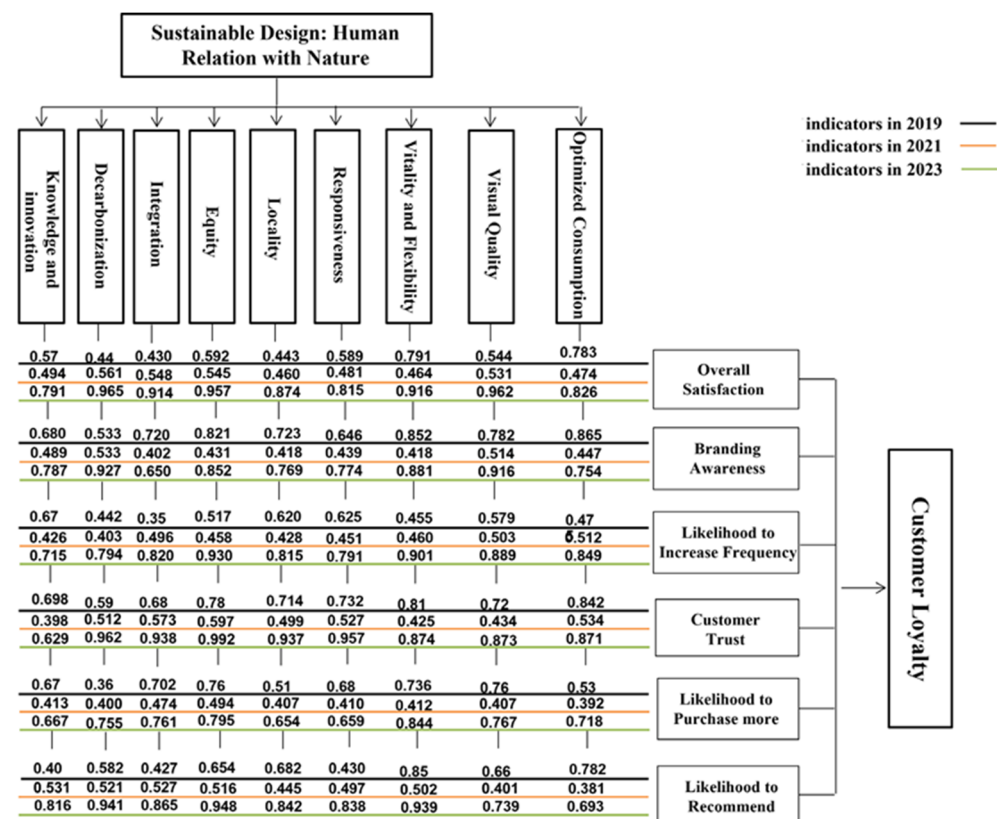 Sustainable Design: Human
Relation with Nature
indicators in 2019
indicators in 2021
indicators in 2023
Knowledge and
innovation
Decarbonization
Integration
Equity
Locality
Responsiveness
Vitality and Flexibility
Visual Quality
Optimized Consumption
0.57 0.44 0.430 0.592 0.443 0.589 0.791 0.544 0.783
0.494 0.561 0.548 0.545 0.460 0.481 0.464 0.531 0.474
0.791 0.965 0.914 0.957 0.874 0.815 0.916 0.962 0.826
Overall
Satisfaction
0.680 0.533 0.720 0.821 0.723 0.646 0.852 0.782 0.865
0.489 0.533 0.402 0.431 0.418 0.439 0.418 0.514 0.447
0.787 0.927 0.650 0.852 0.769 0.774 0.881 0.916 0.754
Branding
Awareness
0.67 0.442 0.35 0.517 0.620 0.625 0.455 0.579 0.47
0.426 0.403 0.496 0.458 0.428 0.451 0.460 0.503 0.512
0.715 0.794 0.820 0.930 0.815 0.791 0.901 0.889 0.849
Likelihood to
Increase Frequency
0.698 0.59 0.68 0.78 0.714 0.732 0.81 0.72 0.842
0.398 0.512 0.573 0.597 0.499 0.527 0.425 0.434 0.534
0.629 0.962 0.938 0.992 0.937 0.957 0.874 0.873 0.871
Customer
Trust
0.67 0.36 0.702 0.76 0.51 0.68 0.736 0.76 0.53
0.413 0.400 0.474 0.494 0.407 0.410 0.412 0.407 0.392
0.667 0.755 0.761 0.795 0.654 0.659 0.844 0.767 0.718
Likelihood to
Purchase more
0.40 0.582 0.427 0.654 0.682 0.430 0.85 0.66 0.782
0.531 0.521 0.527 0.516 0.445 0.497 0.502 0.401 0.381
0.816 0.941 0.865 0.948 0.842 0.838 0.939 0.739 0.693
Likelihood to
Recommend
Customer Loyalty